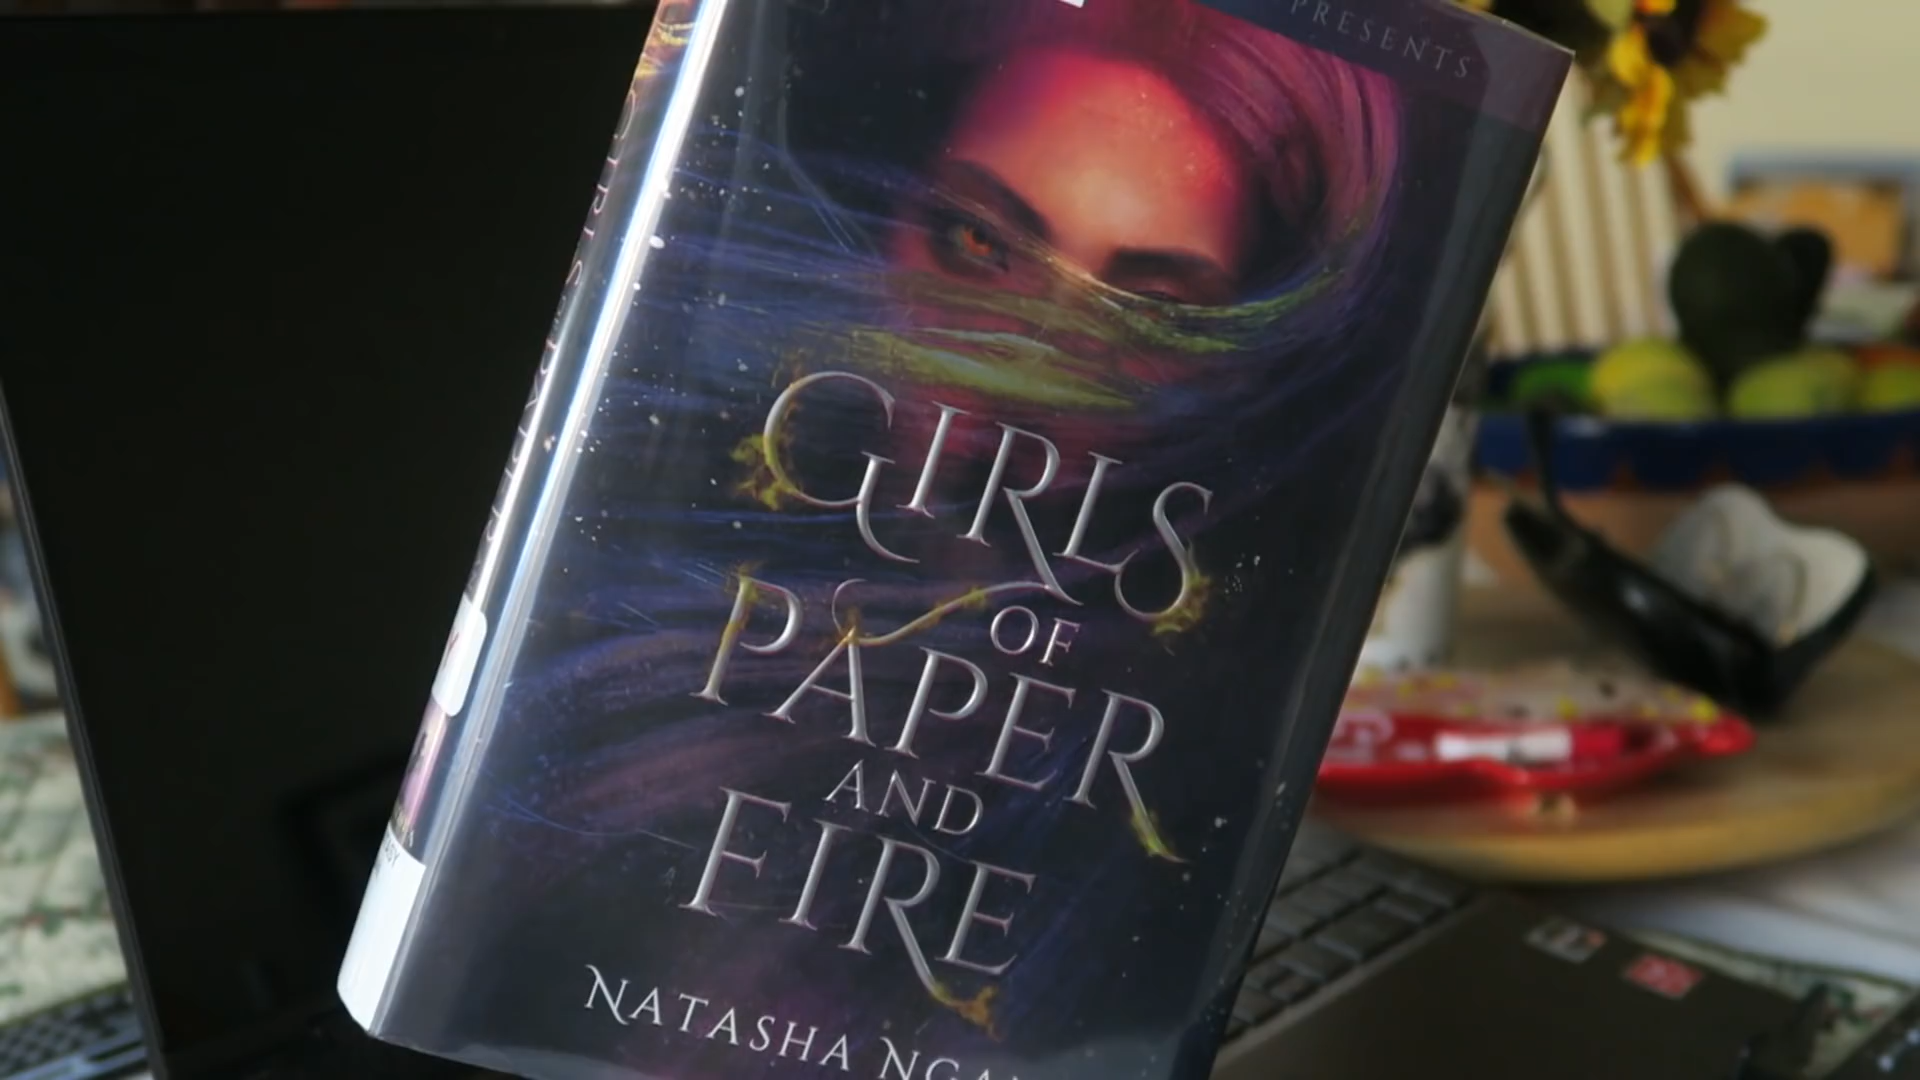 PRESENTS
GIRLS
OF
PAPER
AND
FIRE
NATASHA